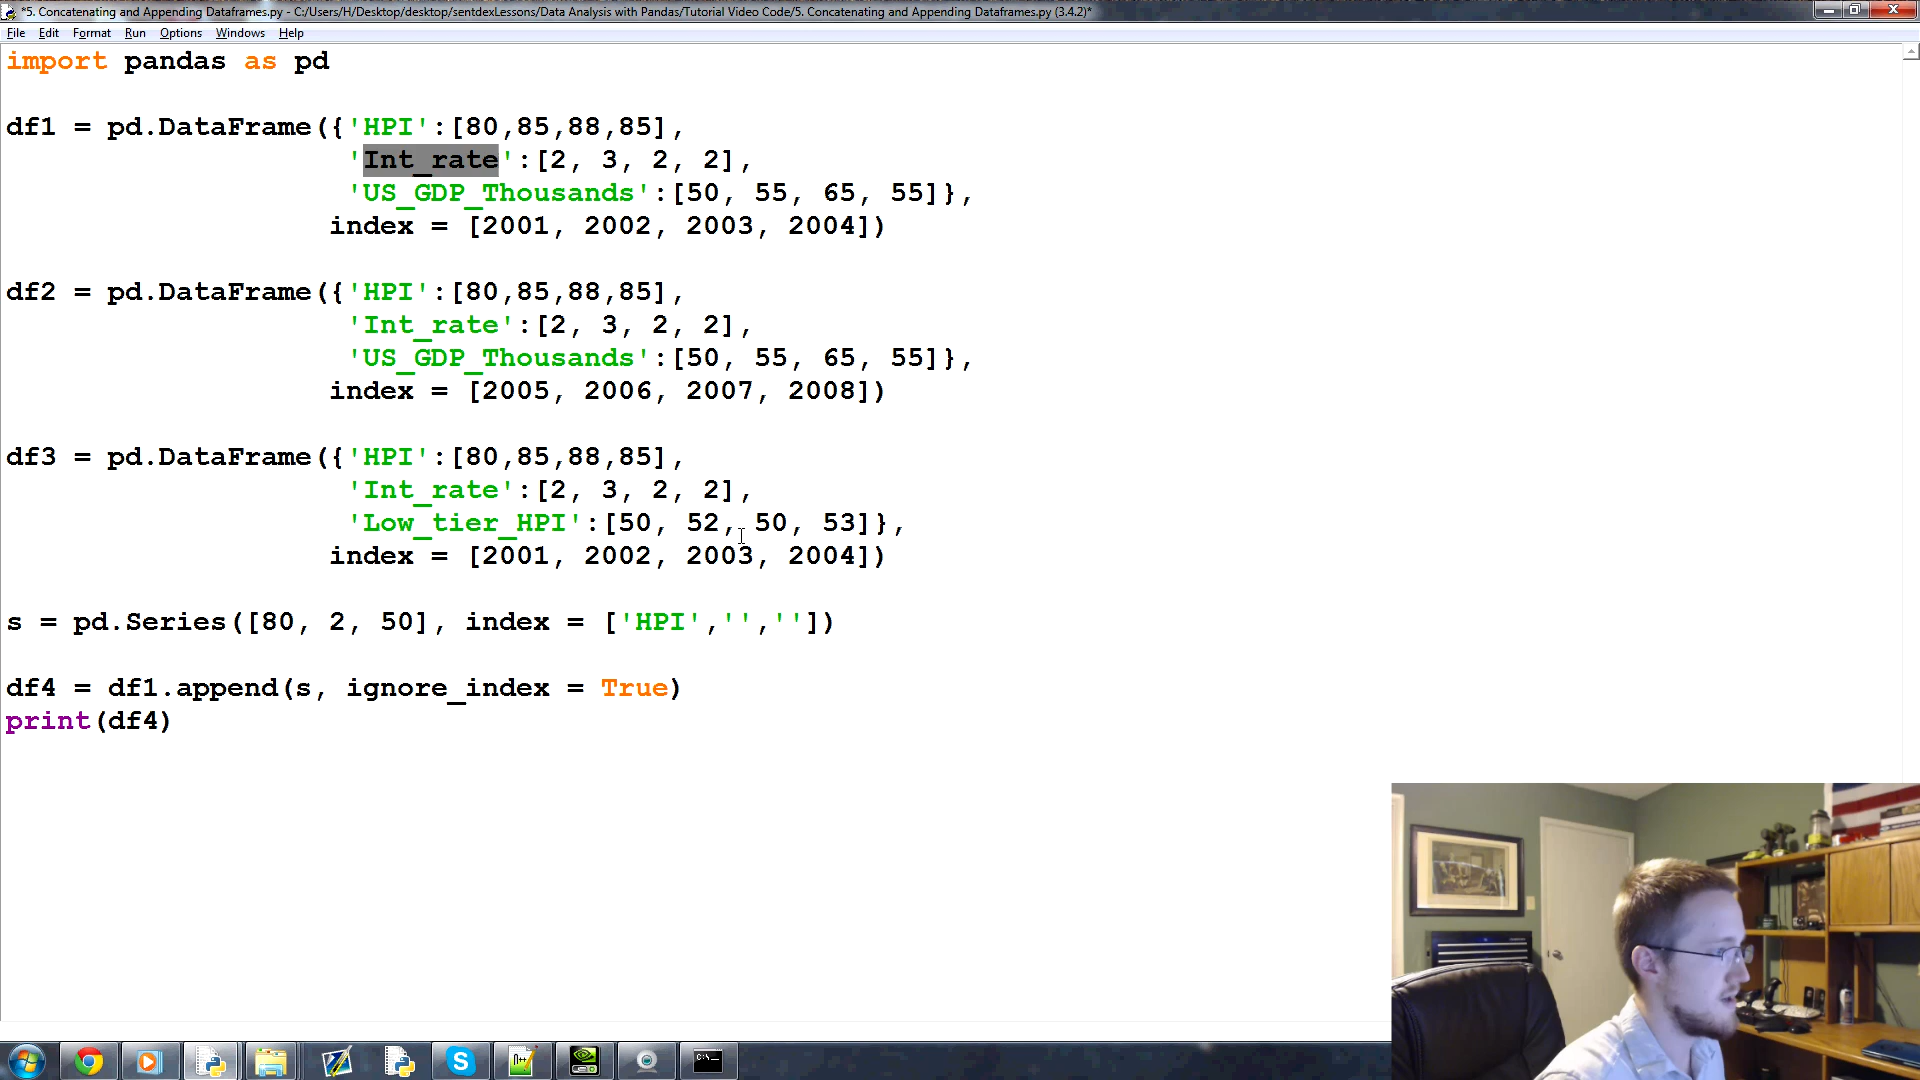 *5. Concatenating and Appending Dataframes.py - C:/Users/H/Desktop/desktop/sentdexLessons/Data Analysis with Pandas/Tutorial Video Code/5. Concatenating and Appending Dataframes.py (3.4.2)*
File Edit Format Run Options Windows Help
import pandas as pd
df1 = pd.DataFrame({'HPI':[80,85,88,85],
'Int_rate':[2, 3, 2, 2],
'US_GDP_Thousands':[50, 55, 65, 55]},
index = [2001, 2002, 2003, 2004])
df2 = pd.DataFrame({'HPI':[80,85,88,85],
'Int_rate':[2, 3, 2, 2],
'US_GDP_Thousands':[50, 55, 65, 55]},
index = [2005, 2006, 2007, 2008])
df3 = pd.DataFrame({'HPI':[80,85,88,85],
'Int_rate':[2, 3, 2, 2],
'Low_tier_HPI':[50, 52, 50, 53]},
index = [2001, 2002, 2003, 2004])
s = pd.Series([80, 2, 50], index = ['HPI','',''])
df4 = df1.append(s, ignore_index = True)
print(df4)